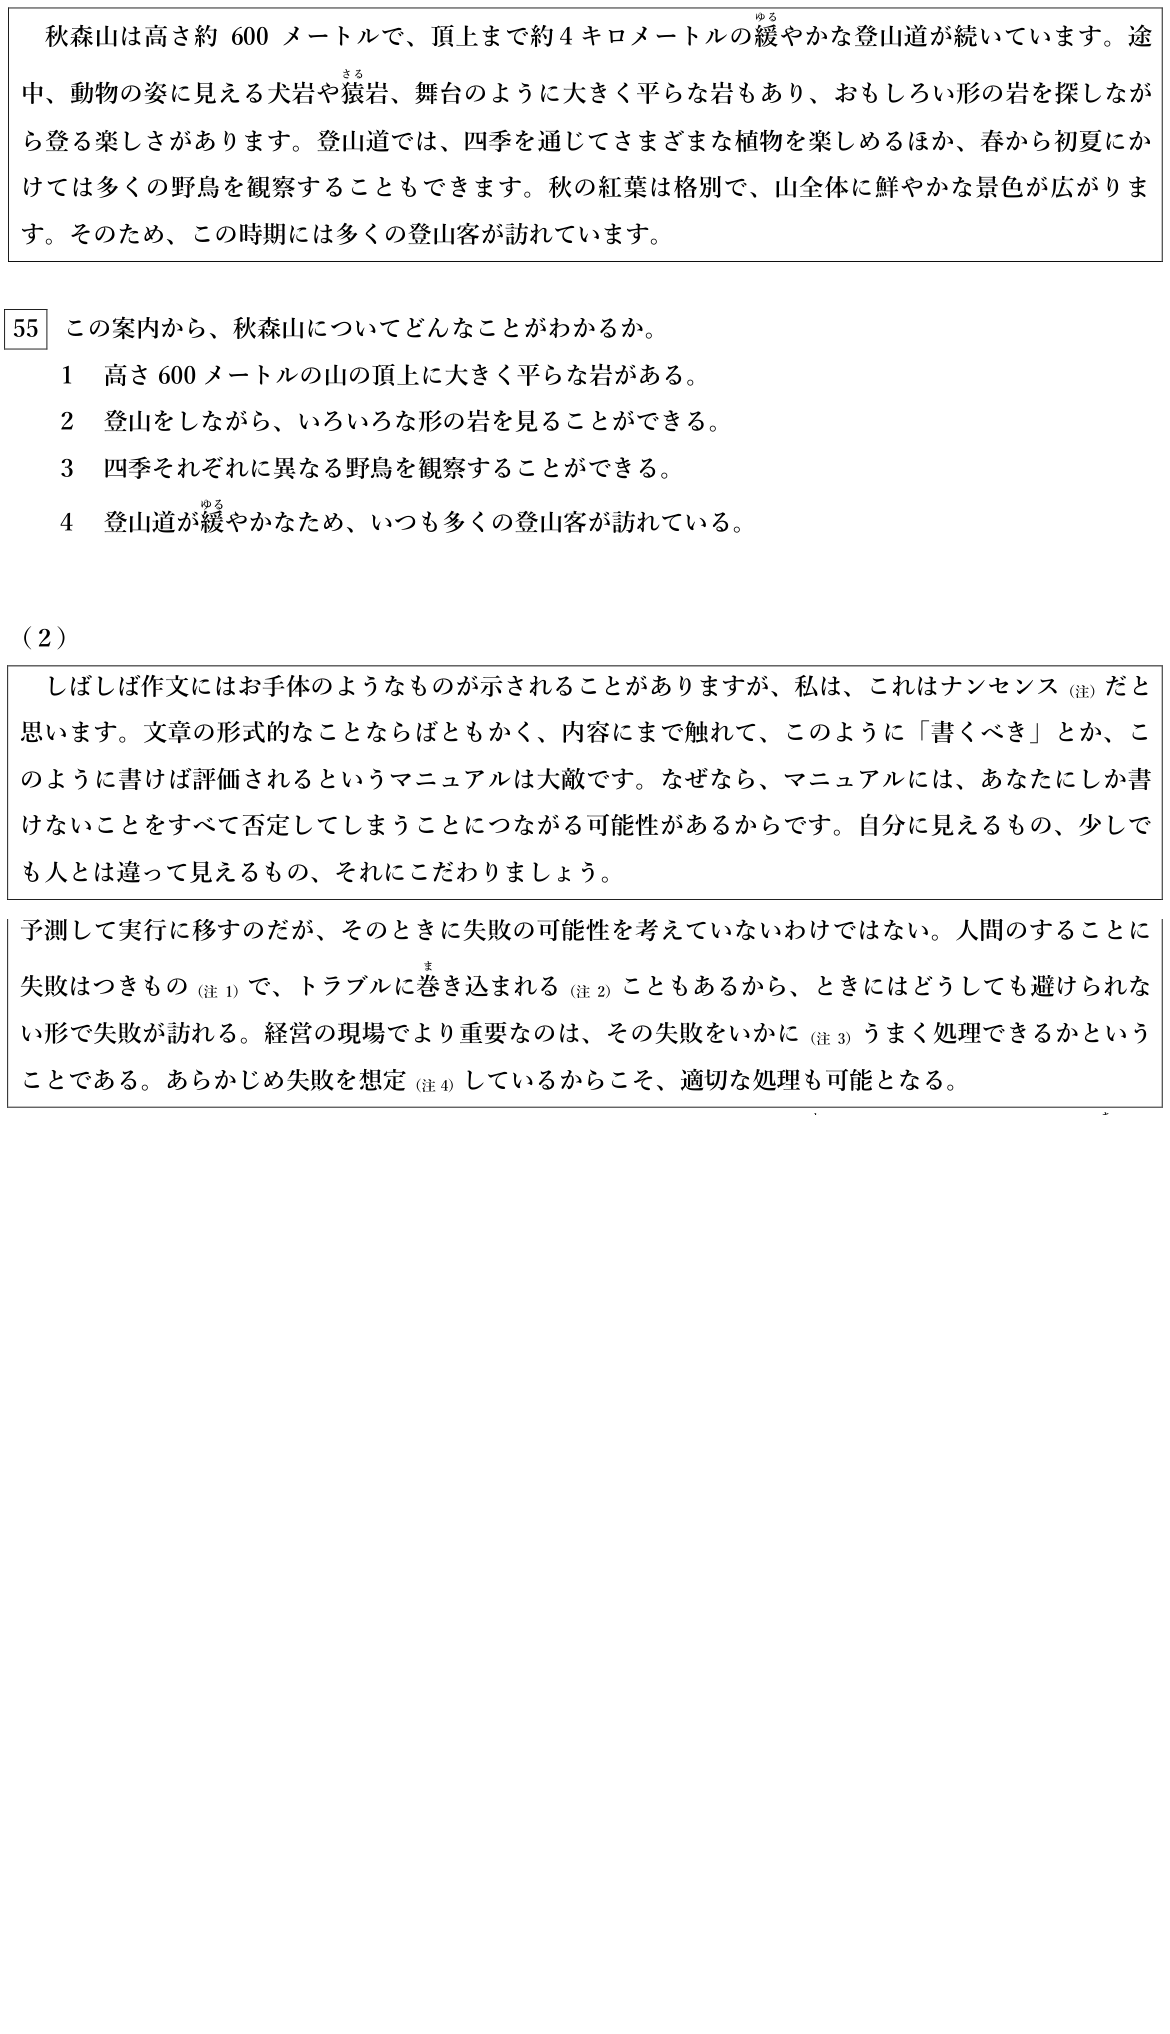 秋森山は高さ約 600 メートルで、頂上まで約4キロメートルの緩やかな登山道が続いています。途
中、動物の姿に見える犬岩や猿岩、舞台のように大きく平らな岩もあり、おもしろい形の岩を探しなが
ら登る楽しさがあります。登山道では、四季を通じてさまざまな植物を楽しめるほか、春から初夏にか
けては多くの野鳥を観察することもできます。秋の紅葉は格別で、山全体に鮮やかな景色が広がりま
す。そのため、この時期には多くの登山客が訪れています。
55 この案内から、秋森山についてどんなことがわかるか。
1 高さ 600 メートルの山の頂上に大きく平らな岩がある。
2 登山をしながら、いろいろな形の岩を見ることができる。
3 四季それぞれに異なる野鳥を観察することができる。
4 登山道が緩やかなため、いつも多くの登山客が訪れている。
（2）
しばしば作文にはお手体のようなものが示されることがありますが、私は、これはナンセンス（注）だと
思います。文章の形式的なことならばともかく、内容にまで触れて、このように「書くべき」とか、こ
のように書けば評価されるというマニュアルは大敵です。なぜなら、マニュアルには、あなたにしか書
けないことをすべて否定してしまうことにつながる可能性があるからです。自分に見えるもの、少しで
も人とは違って見えるもの、それにこだわりましょう。
予測して実行に移すのだが、そのときに失敗の可能性を考えていないわけではない。人間のすることに
失敗はつきもの（注 1）で、トラブルに巻き込まれる（注 2）こともあるから、ときにはどうしても避けられな
い形で失敗が訪れる。経営の現場でより重要なのは、その失敗をいかに（注 3）うまく処理できるかという
ことである。あらかじめ失敗を想定（注 4）しているからこそ、適切な処理も可能となる。